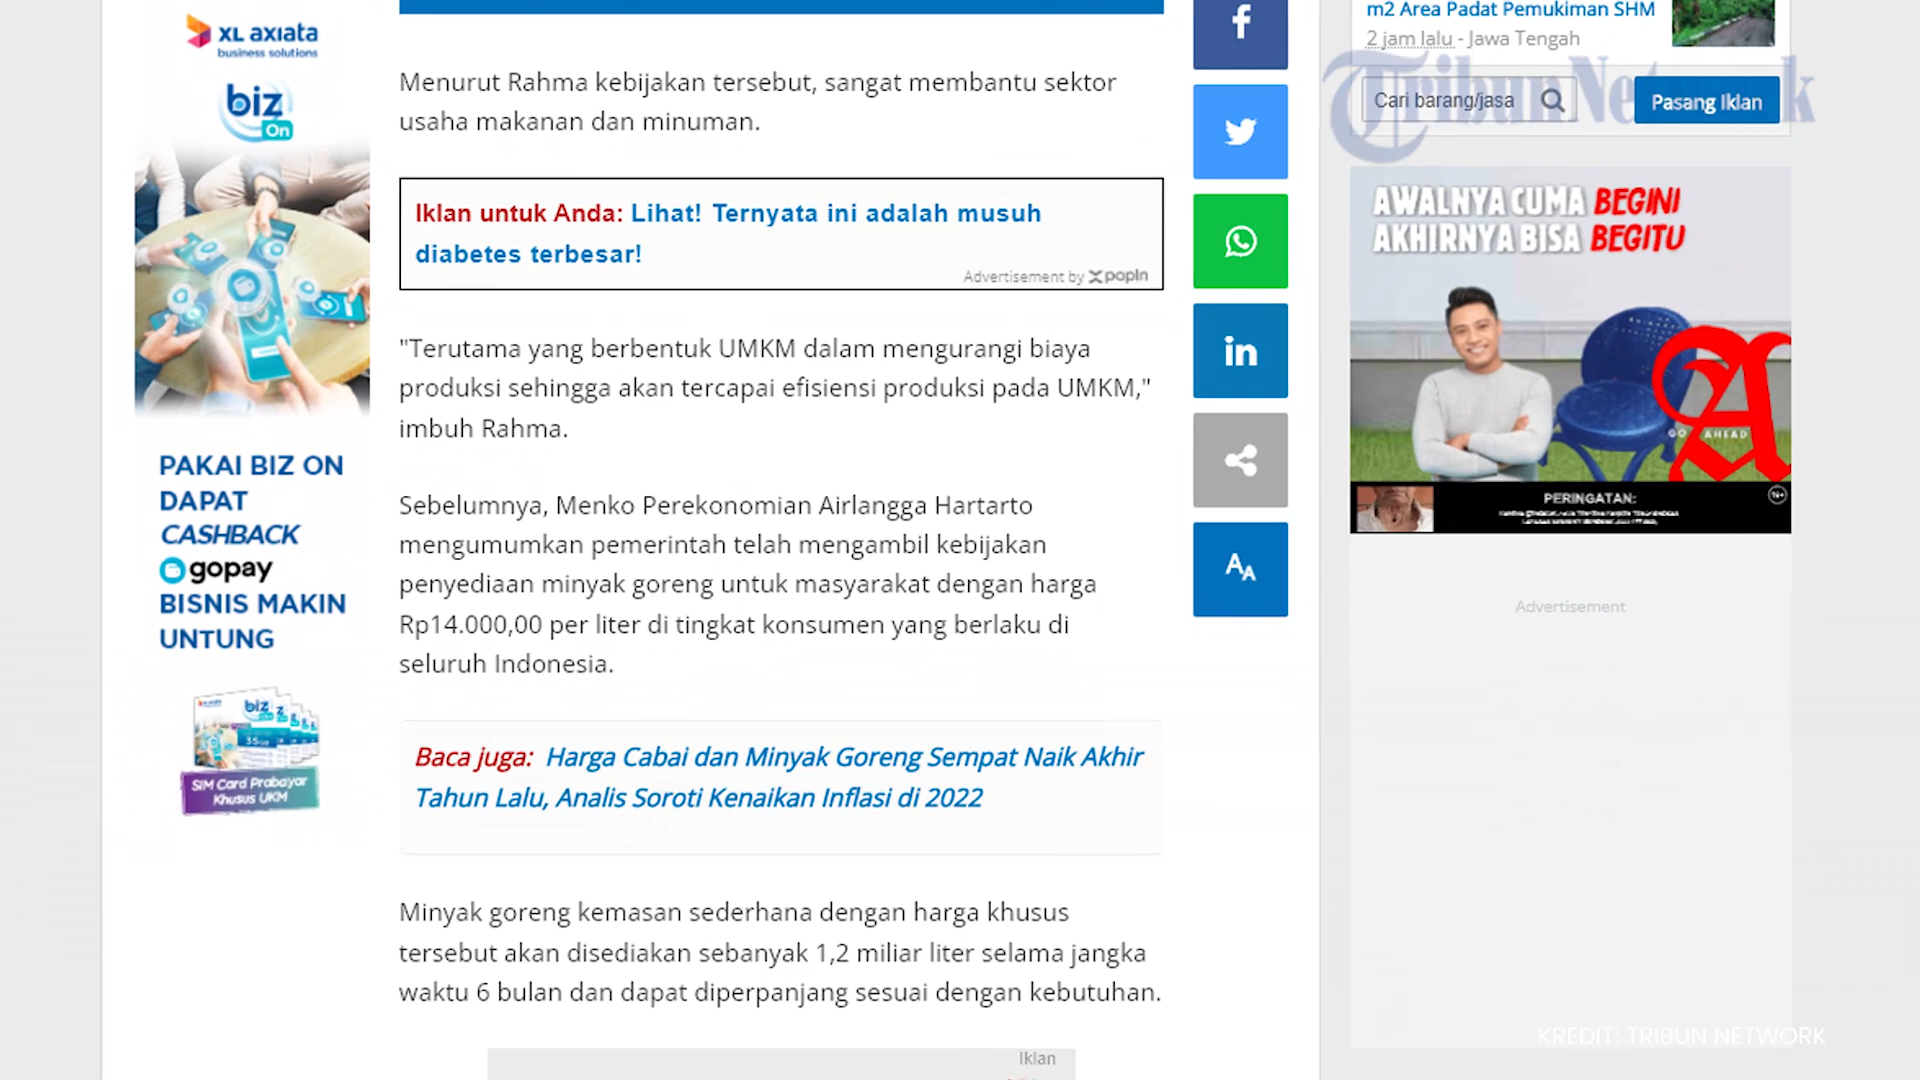 XL axiata
business solutions
biz
On
PAKAI BIZ ON
DAPAT
CASHBACK
gopay
BISNIS MAKIN
UNTUNG
XL axiata
biz
SIM Card Prabayar
Khusus UKM
Menurut Rahma kebijakan tersebut, sangat membantu sektor
usaha makanan dan minuman.
Iklan untuk Anda: Lihat! Ternyata ini adalah musuh
diabetes terbesar!
Advertisement by popIn
"Terutama yang berbentuk UMKM dalam mengurangi biaya
produksi sehingga akan tercapai efisiensi produksi pada UMKM,"
imbuh Rahma.
Sebelumnya, Menko Perekonomian Airlangga Hartarto
mengumumkan pemerintah telah mengambil kebijakan
penyediaan minyak goreng untuk masyarakat dengan harga
Rp14.000,00 per liter di tingkat konsumen yang berlaku di
seluruh Indonesia.
Baca juga: Harga Cabai dan Minyak Goreng Sempat Naik Akhir
Tahun Lalu, Analis Soroti Kenaikan Inflasi di 2022
Minyak goreng kemasan sederhana dengan harga khusus
tersebut akan disediakan sebanyak 1,2 miliar liter selama jangka
waktu 6 bulan dan dapat diperpanjang sesuai dengan kebutuhan.
Iklan
m2 Area Padat Pemukiman SHM
2 jam lalu - Jawa Tengah
Tribun Network
Cari barang/jasa
Pasang Iklan
AWALNYA CUMA BEGINI
AKHIRNYA BISA BEGITU
A
GO AHEAD
PERINGATAN:
18+
Advertisement
KREDIT: TRIBUN NETWORK